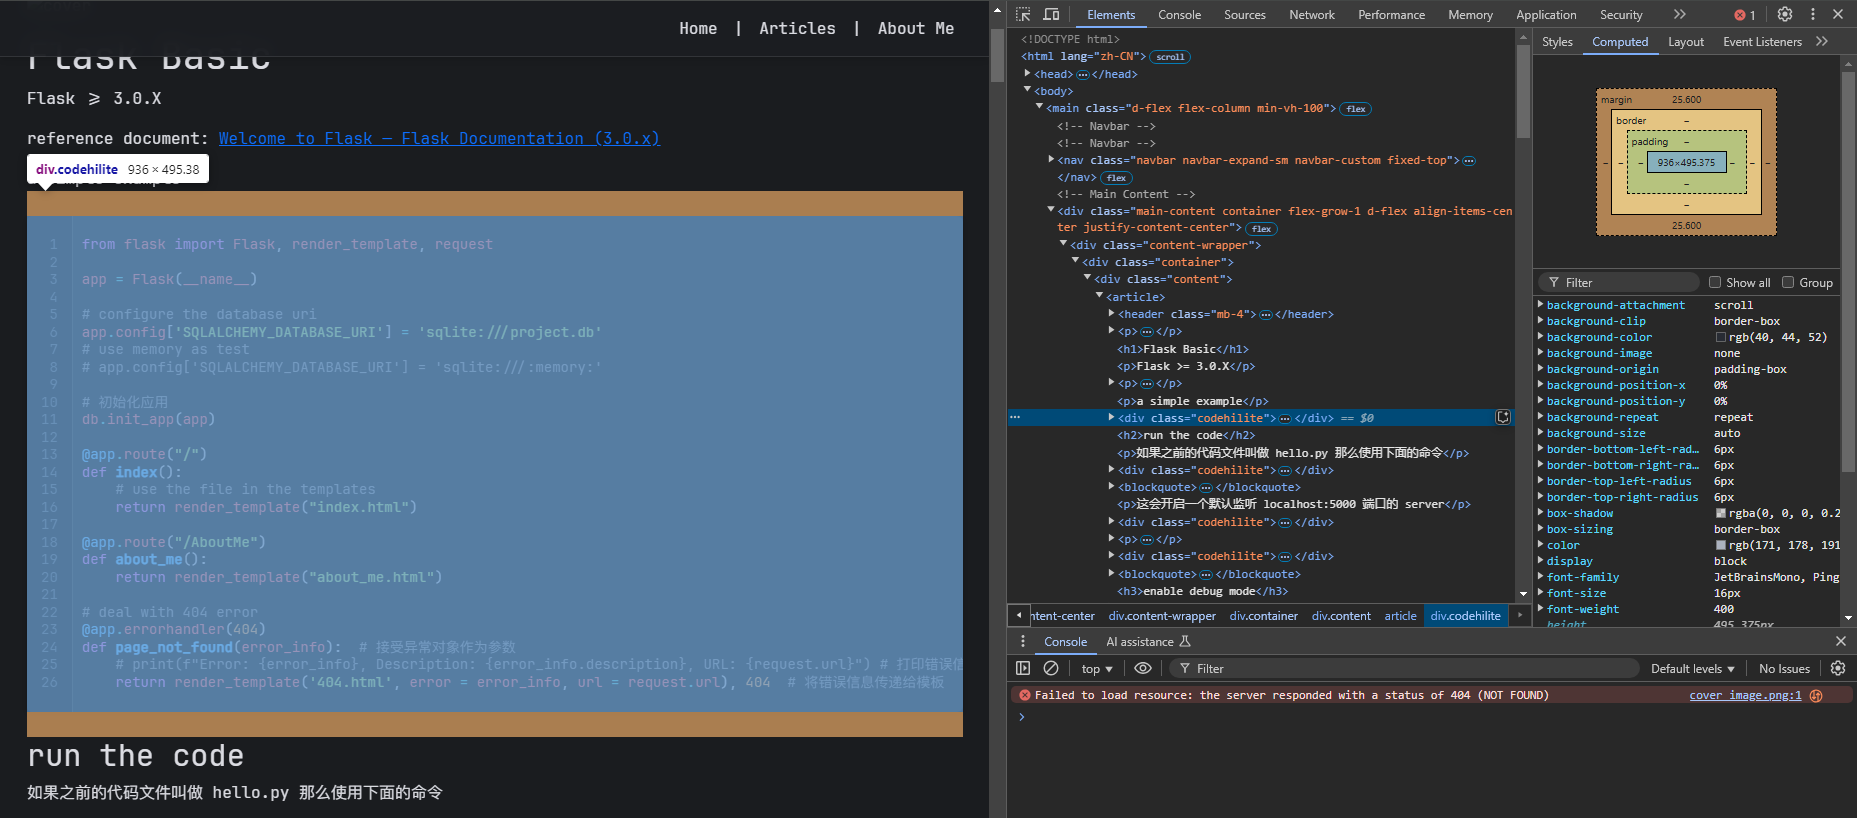 Home | Articles | About Me
Flask Basic
Flask ⩾ 3.0.X
reference document: Welcome to Flask — Flask Documentation (3.0.x)
div.codehilite 936 × 495.38
1 from flask import Flask, render_template, request
2
3 app = Flask(__name__)
4
5 # configure the database uri
6 app.config['SQLALCHEMY_DATABASE_URI'] = 'sqlite:///project.db'
7 # use memory as test
8 # app.config['SQLALCHEMY_DATABASE_URI'] = 'sqlite:///:memory:'
9
10 # 初始化应用
11 db.init_app(app)
12
13 @app.route("/")
14 def index():
15 # use the file in the templates
16 return render_template("index.html")
17
18 @app.route("/AboutMe")
19 def about_me():
20 return render_template("about_me.html")
21
22 # deal with 404 error
23 @app.errorhandler(404)
24 def page_not_found(error_info): # 接受异常对象作为参数
25 # print(f"Error: {error_info}, Description: {error_info.description}, URL: {request.url}") # 打印错误信
26 return render_template('404.html', error = error_info, url = request.url), 404 # 将错误信息传递给模板
run the code
如果之前的代码文件叫做 hello.py 那么使用下面的命令
Elements Console Sources Network Performance Memory Application Security 1
<!DOCTYPE html>
<html lang="zh-CN"> scroll
<head> … </head>
<body>
<main class="d-flex flex-column min-vh-100"> flex
<!-- Navbar -->
<!-- Navbar -->
<nav class="navbar navbar-expand-sm navbar-custom fixed-top"> …
</nav> flex
<!-- Main Content -->
<div class="main-content container flex-grow-1 d-flex align-items-cen
ter justify-content-center"> flex
<div class="content-wrapper">
<div class="container">
<div class="content">
<article>
<header class="mb-4"> … </header>
<p> … </p>
<h1>Flask Basic</h1>
<p>Flask >= 3.0.X</p>
<p> … </p>
<p>a simple example</p>
… <div class="codehilite"> … </div> == $0
<h2>run the code</h2>
<p>如果之前的代码文件叫做 hello.py 那么使用下面的命令</p>
<div class="codehilite"> … </div>
<blockquote> … </blockquote>
<p>这会开启一个默认监听 localhost:5000 端口的 server</p>
<div class="codehilite"> … </div>
<p> … </p>
<div class="codehilite"> … </div>
<blockquote> … </blockquote>
<h3>enable debug mode</h3>
ntent-center div.content-wrapper div.container div.content article div.codehilite
Styles Computed Layout Event Listeners
margin 25.600
border –
padding –
– – – 936×495.375 – – –
–
–
25.600
Filter Show all Group
background-attachment scroll
background-clip border-box
background-color rgb(40, 44, 52)
background-image none
background-origin padding-box
background-position-x 0%
background-position-y 0%
background-repeat repeat
background-size auto
border-bottom-left-rad… 6px
border-bottom-right-ra… 6px
border-top-left-radius 6px
border-top-right-radius 6px
box-shadow rgba(0, 0, 0, 0.2
box-sizing border-box
color rgb(171, 178, 191
display block
font-family JetBrainsMono, Ping
font-size 16px
font-weight 400
height 495.375px
Console AI assistance
top Filter Default levels No Issues
Failed to load resource: the server responded with a status of 404 (NOT FOUND) cover_image.png:1